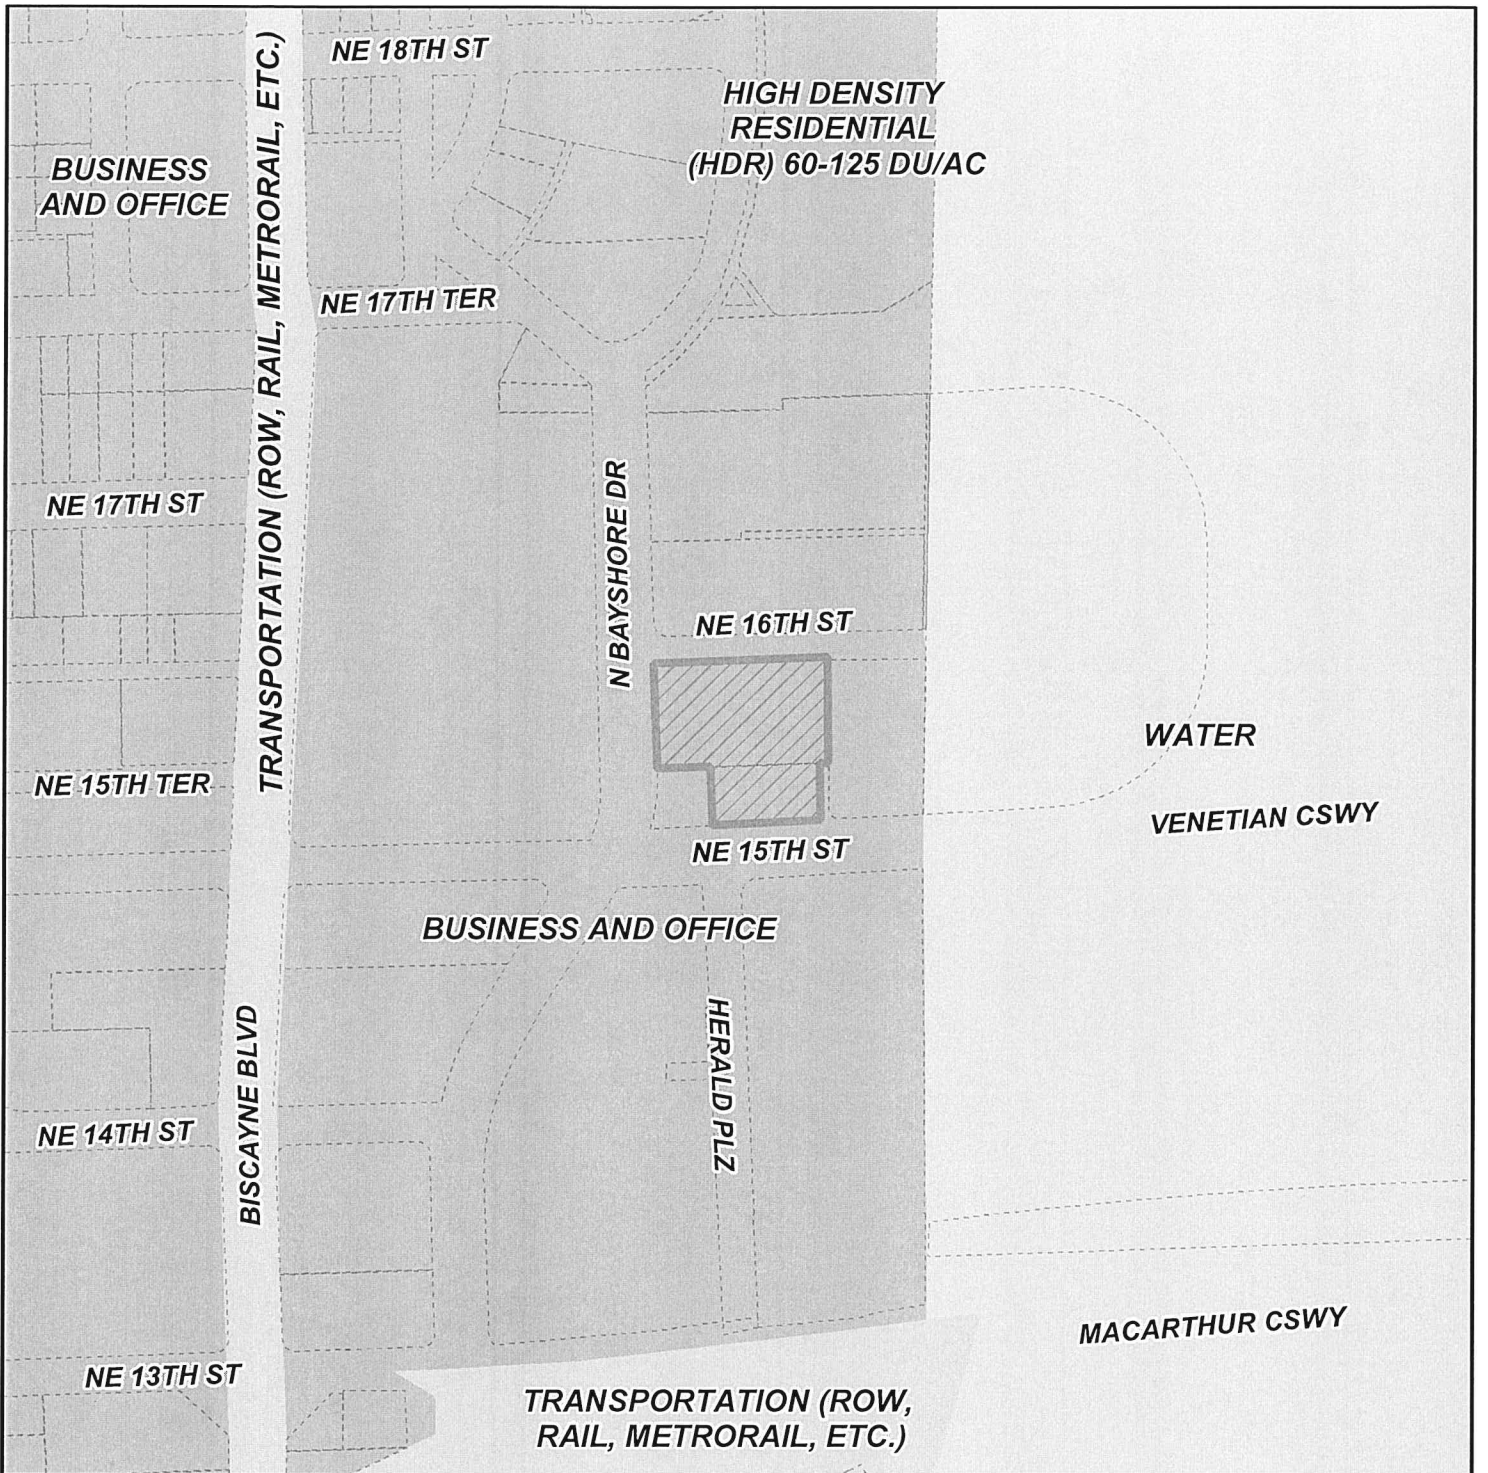 NE 18TH ST
HIGH DENSITY
RESIDENTIAL
(HDR) 60-125 DU/AC
BUSINESS
AND OFFICE
TRANSPORTATION (ROW, RAIL, METRORAIL, ETC.)
NE 17TH TER
NE 17TH ST
N BAYSHORE DR
NE 16TH ST
WATER
NE 15TH TER
VENETIAN CSWY
NE 15TH ST
BUSINESS AND OFFICE
HERALD PLZ
BISCAYNE BLVD
NE 14TH ST
MACARTHUR CSWY
NE 13TH ST
TRANSPORTATION (ROW,
RAIL, METRORAIL, ETC.)